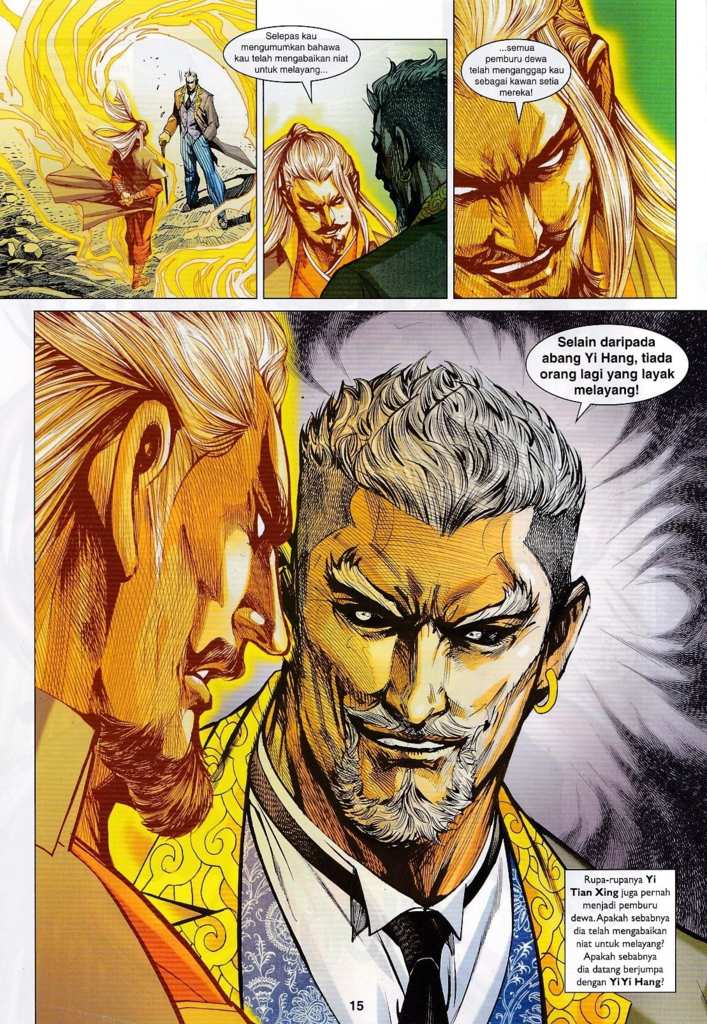 Selepas kau
mengumumkan bahawa
kau telah mengabaikan niat
untuk melayang...
...semua
pemburu dewa
telah menganggap kau
sebagai kawan setia
mereka!
Selain daripada
abang Yi Hang, tiada
orang lagi yang layak
melayang!
Rupa-rupanya Yi
Tian Xing juga pernah
menjadi pemburu
dewa.Apakah sebabnya
dia telah mengabaikan
niat untuk melayang?
Apakah sebabnya
dia datang berjumpa
dengan YiYi Hang?
15